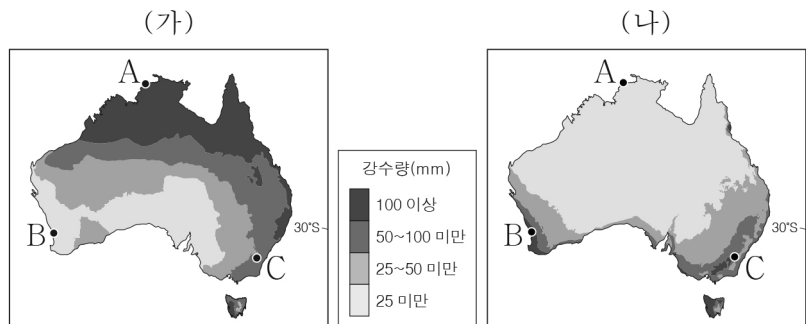 (가)
(나)
A
A
강수량(mm)
100 이상
50~100 미만
25~50 미만
25 미만
B
C
30°S
B
C
30°S